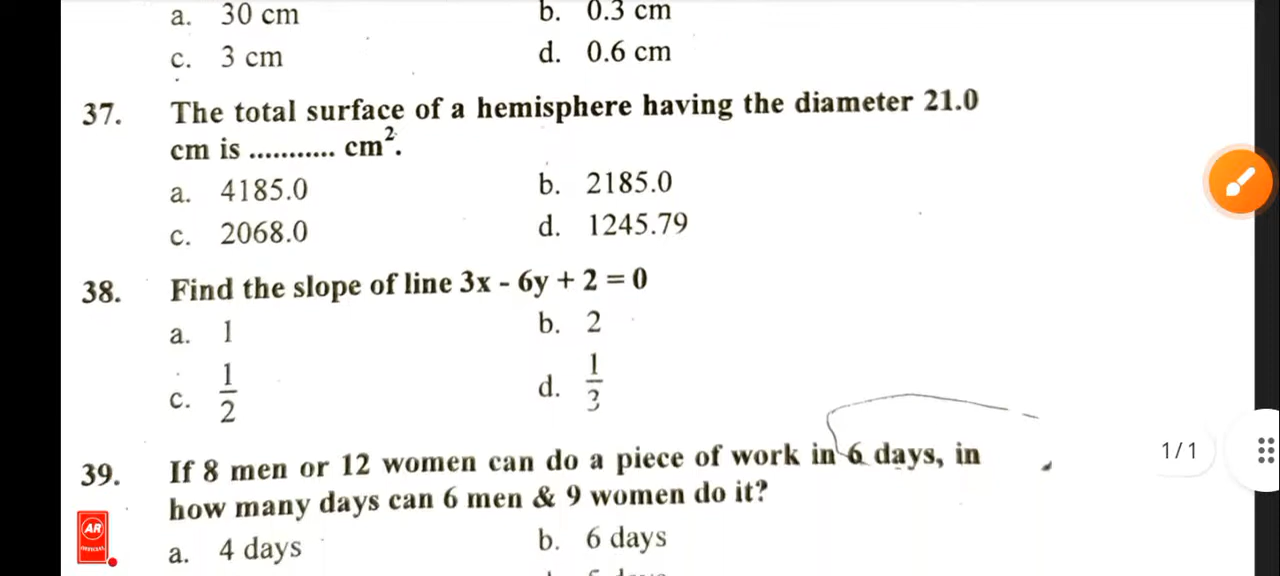 a. 30 cm b. 0.3 cm
c. 3 cm d. 0.6 cm
37. The total surface of a hemisphere having the diameter 21.0
cm is ........... cm².
a. 4185.0 b. 2185.0
c. 2068.0 d. 1245.79
38. Find the slope of line 3x - 6y + 2 = 0
a. 1 b. 2
c. 1/2 d. 1/3
1/1
39. If 8 men or 12 women can do a piece of work in 6 days, in
how many days can 6 men & 9 women do it?
AR
a. 4 days b. 6 days